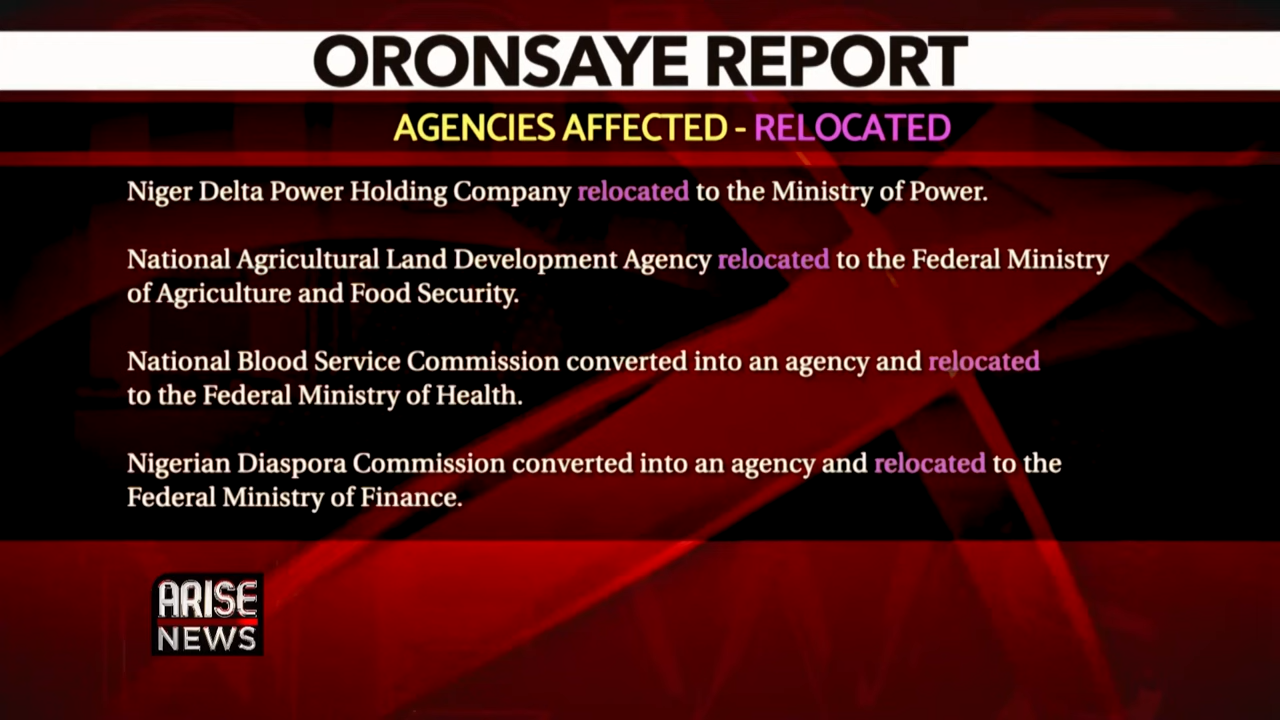 ORONSAYE REPORT
AGENCIES AFFECTED - RELOCATED
Niger Delta Power Holding Company relocated to the Ministry of Power.
National Agricultural Land Development Agency relocated to the Federal Ministry
of Agriculture and Food Security.
National Blood Service Commission converted into an agency and relocated
to the Federal Ministry of Health.
Nigerian Diaspora Commission converted into an agency and relocated to the
Federal Ministry of Finance.
ARISE
NEWS